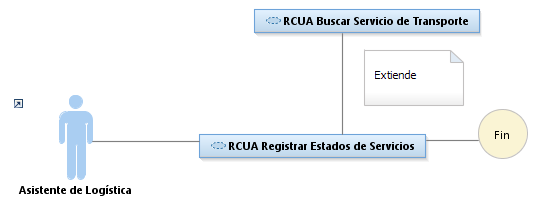 RCUA Buscar Servicio de Transporte
Extiende
RCUA Registrar Estados de Servicios
Fin
Asistente de Logística